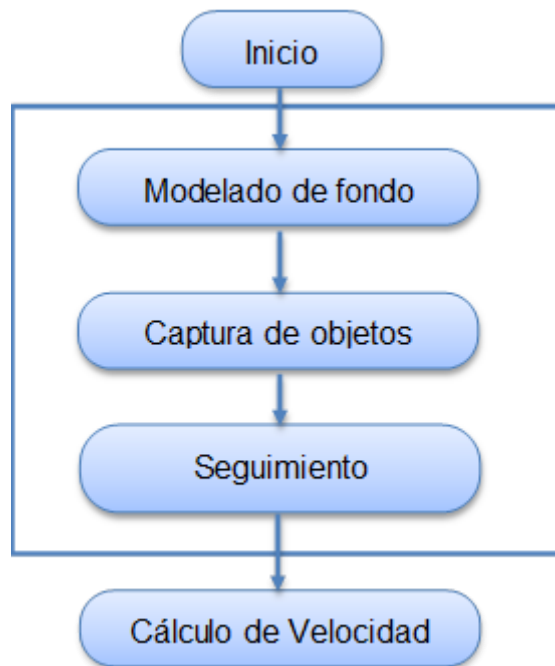 Inicio
Modelado de fondo
Captura de objetos
Seguimiento
Cálculo de Velocidad